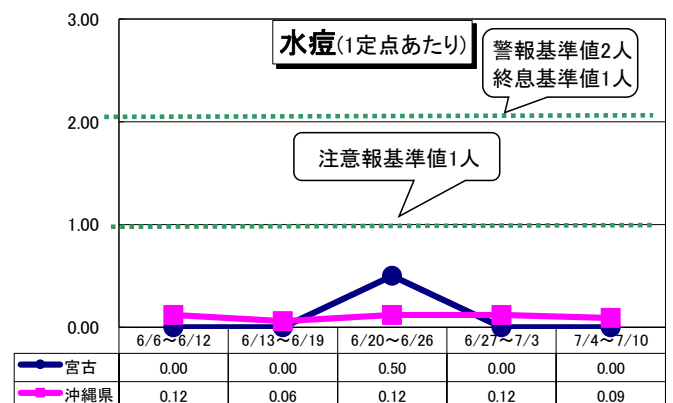 水痘(1定点あたり)
警報基準値2人
終息基準値1人
注意報基準値1人
3.00
2.00
1.00
0.00
6/6～6/12 6/13～6/19 6/20～6/26 6/27～7/3 7/4～7/10
宮古 0.00 0.00 0.50 0.00 0.00
沖縄県 0.12 0.06 0.12 0.12 0.09